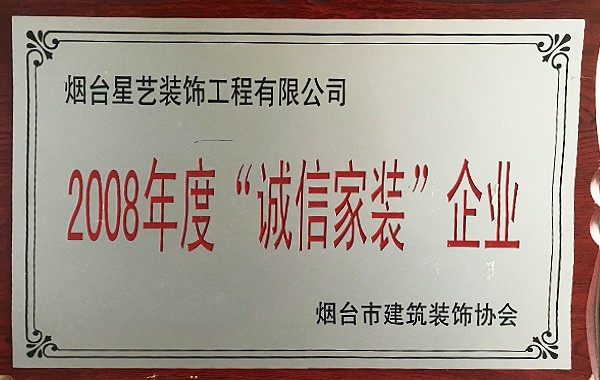 烟台星艺装饰工程有限公司
2008年度“诚信家装”企业
烟台市建筑装饰协会